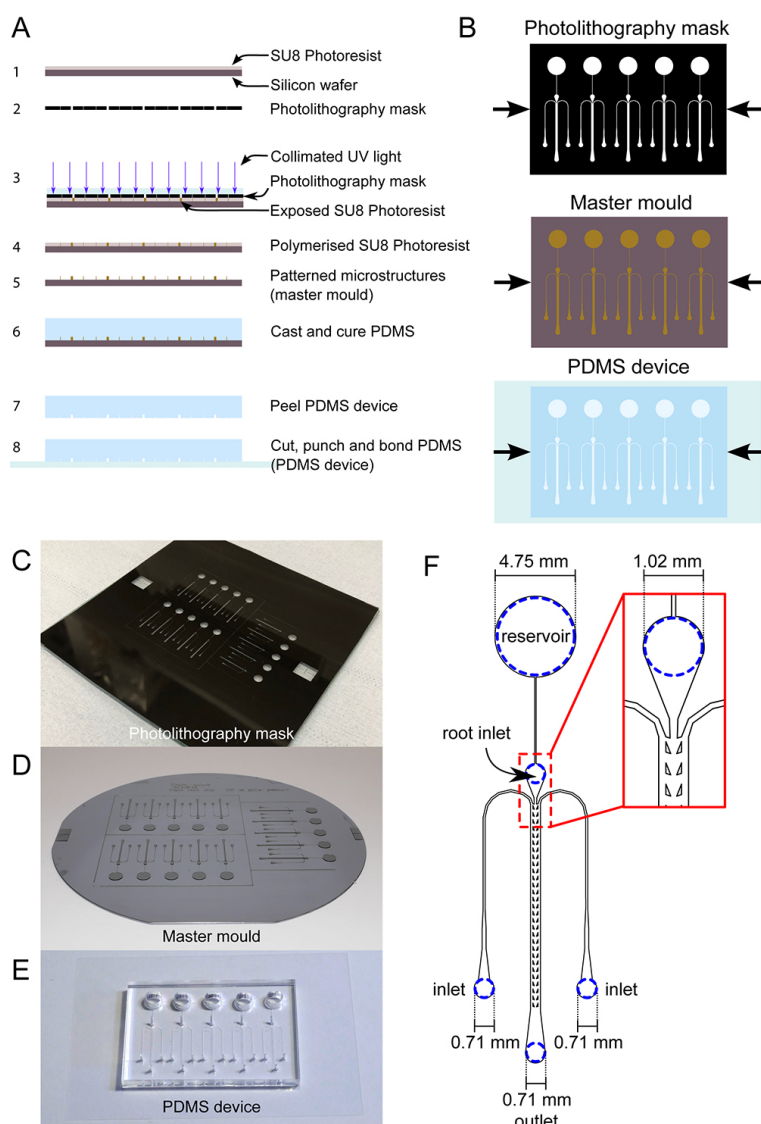 A
1
SU8 Photoresist
Silicon wafer
2
Photolithography mask
Collimated UV light
3
Photolithography mask
Exposed SU8 Photoresist
4
Polymerised SU8 Photoresist
5
Patterned microstructures
(master mould)
6
Cast and cure PDMS
7
Peel PDMS device
8
Cut, punch and bond PDMS
(PDMS device)
B
Photolithography mask
Master mould
PDMS device
C
Photolithography mask
D
Master mould
E
PDMS device
F
4.75 mm
1.02 mm
reservoir
root inlet
inlet
inlet
0.71 mm
0.71 mm
0.71 mm
outlet